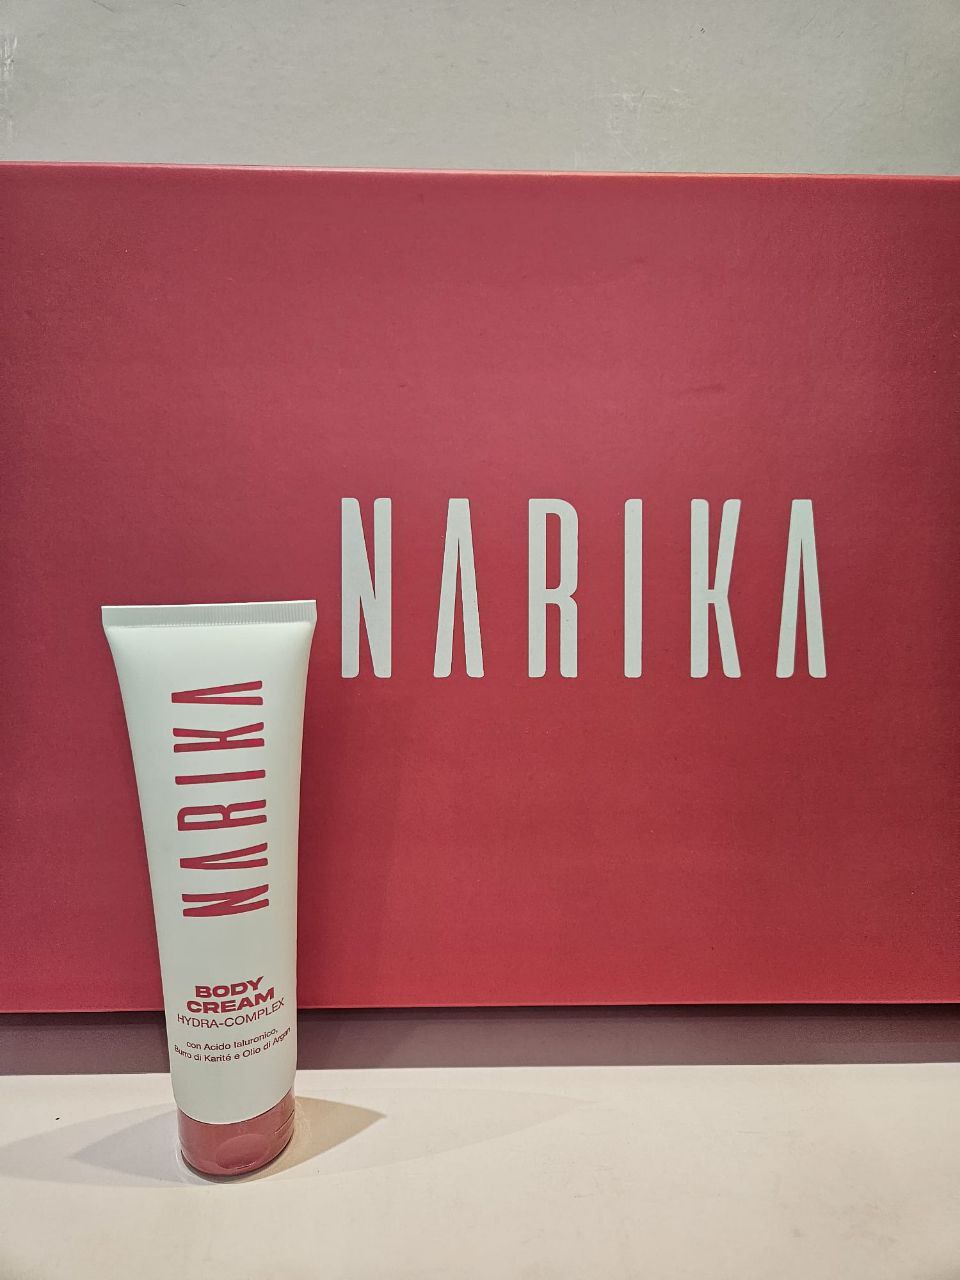 NARIKA
NARIKA
BODY
CREAM
HYDRA-COMPLEX
con Acido Ialuronico,
Burro di Karité e Olio di Argan